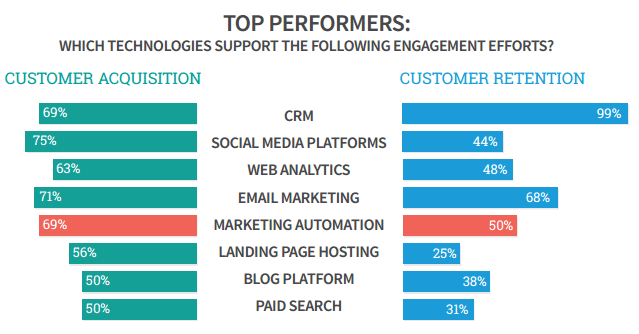 TOP PERFORMERS:
WHICH TECHNOLOGIES SUPPORT THE FOLLOWING ENGAGEMENT EFFORTS?
CUSTOMER ACQUISITION CUSTOMER RETENTION
69% CRM 99%
75% SOCIAL MEDIA PLATFORMS 44%
63% WEB ANALYTICS 48%
71% EMAIL MARKETING 68%
69% MARKETING AUTOMATION 50%
56% LANDING PAGE HOSTING 25%
50% BLOG PLATFORM 38%
50% PAID SEARCH 31%